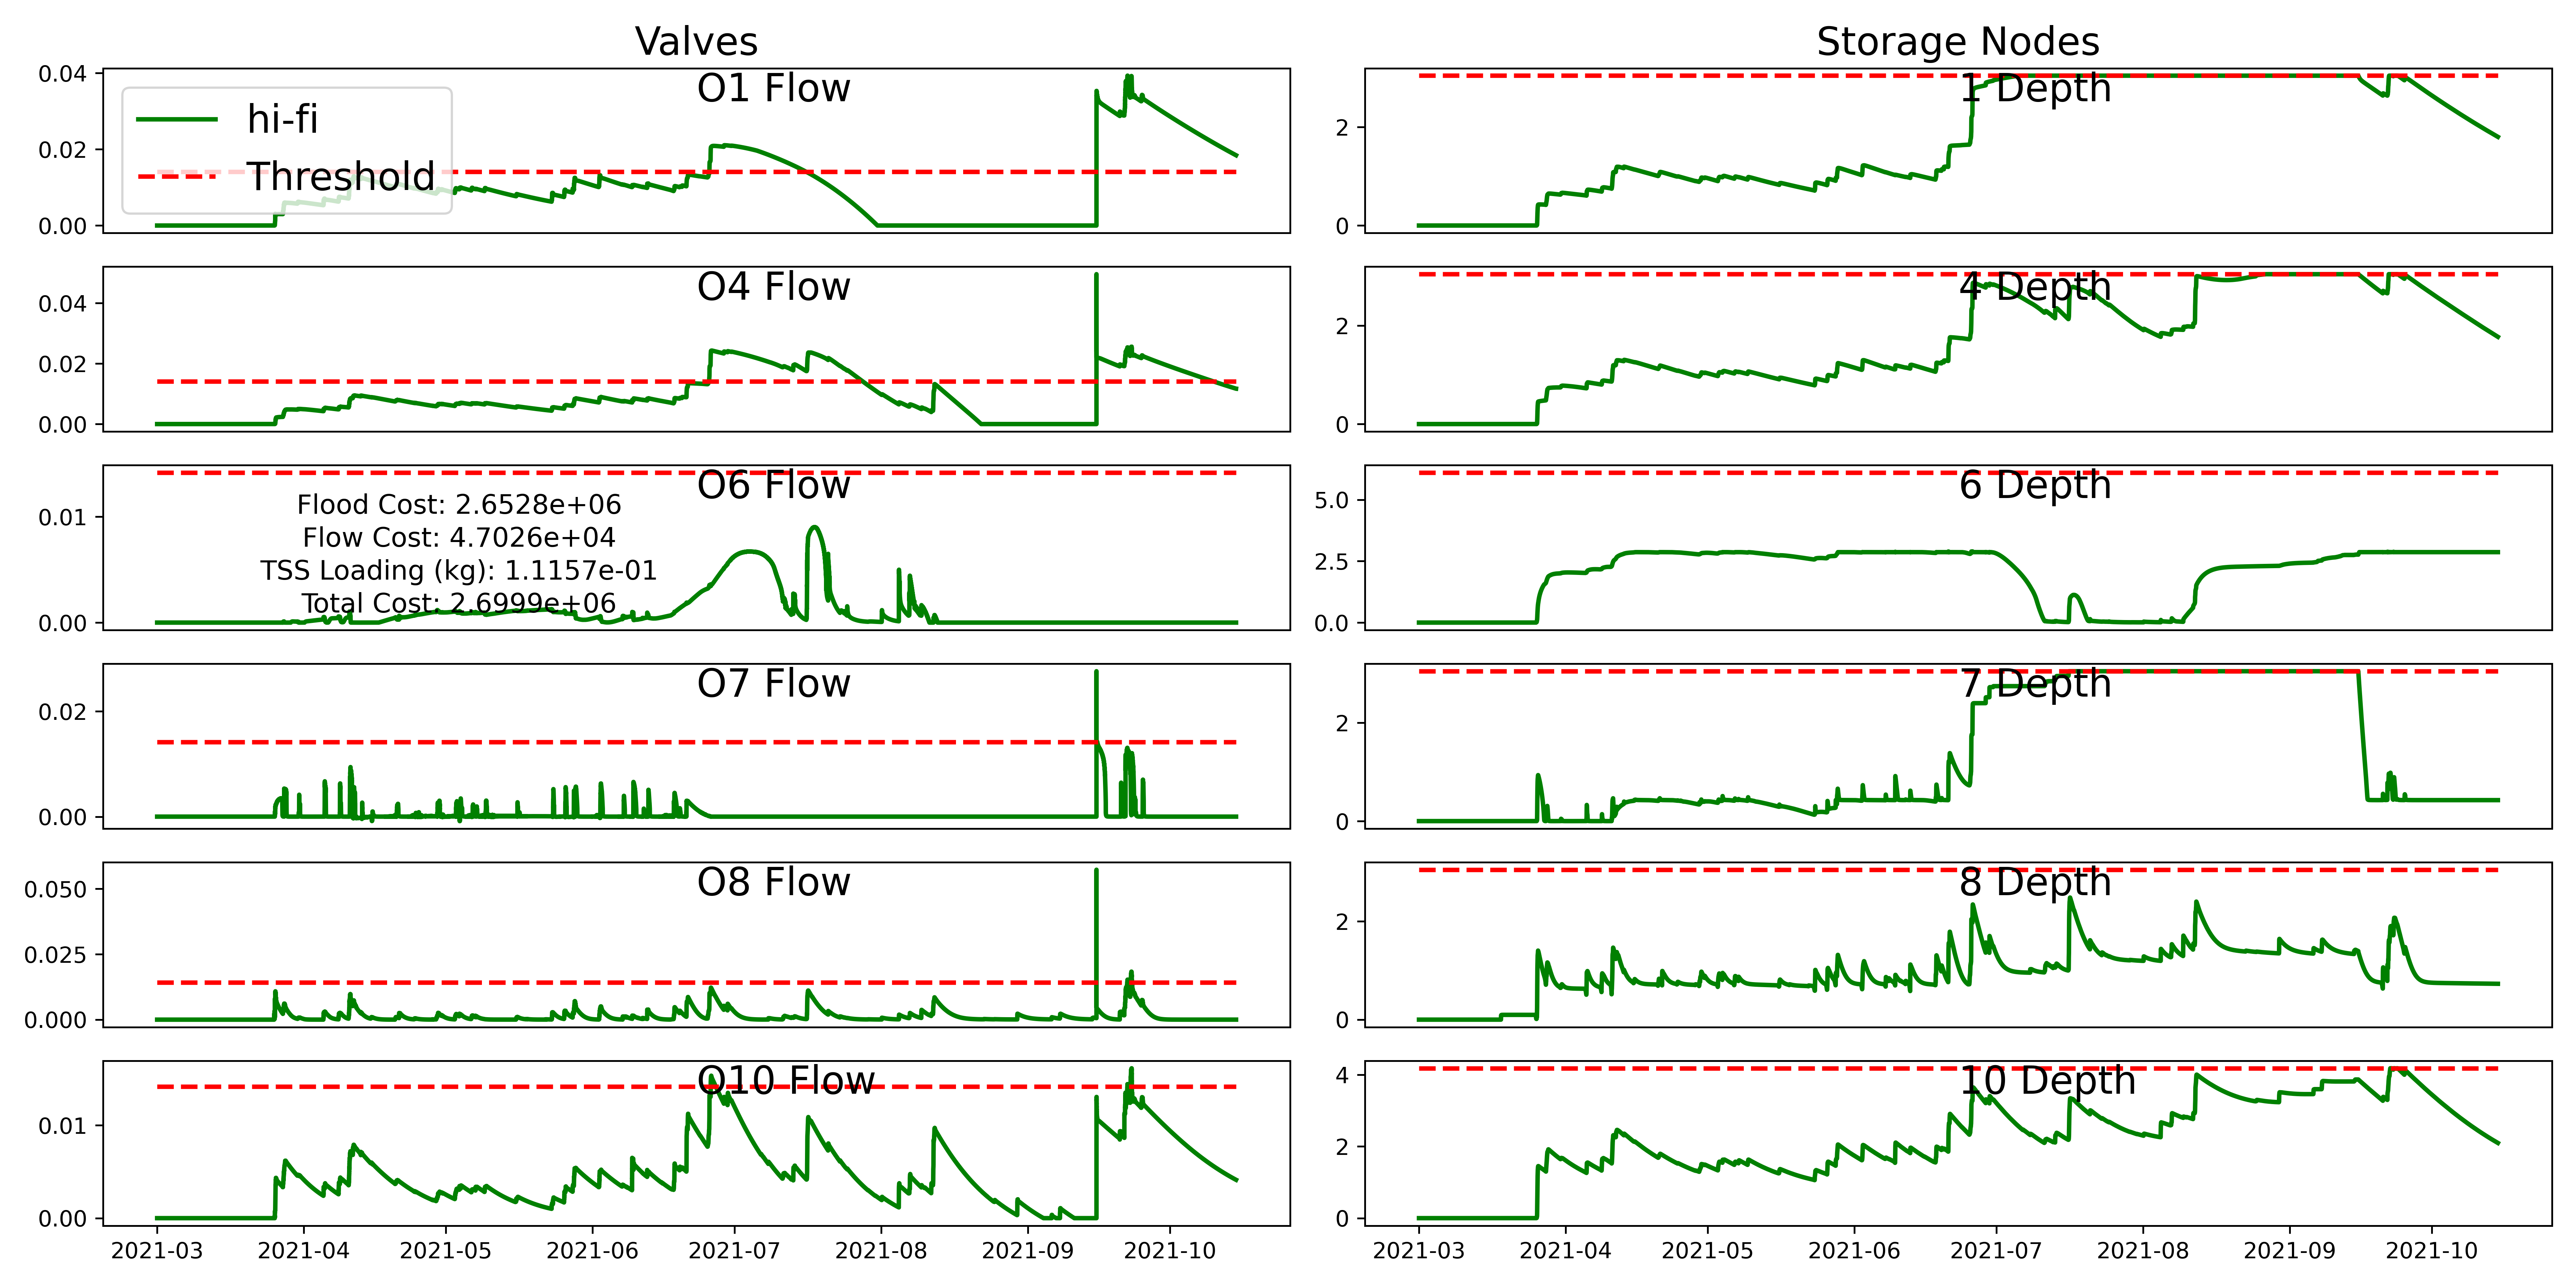 Valves
0.04
0.02
0.00
O1 Flow
hi-fi
Threshold
0.04
0.02
0.00
O4 Flow
0.01
0.00
O6 Flow
Flood Cost: 2.6528e+06
Flow Cost: 4.7026e+04
TSS Loading (kg): 1.1157e-01
Total Cost: 2.6999e+06
0.02
0.00
O7 Flow
0.050
0.025
0.000
O8 Flow
0.01
0.00
O10 Flow
2021-03 2021-04 2021-05 2021-06 2021-07 2021-08 2021-09 2021-10
Storage Nodes
2
0
1 Depth
2
0
4 Depth
5.0
2.5
0.0
6 Depth
2
0
7 Depth
2
0
8 Depth
4
2
0
10 Depth
2021-03 2021-04 2021-05 2021-06 2021-07 2021-08 2021-09 2021-10